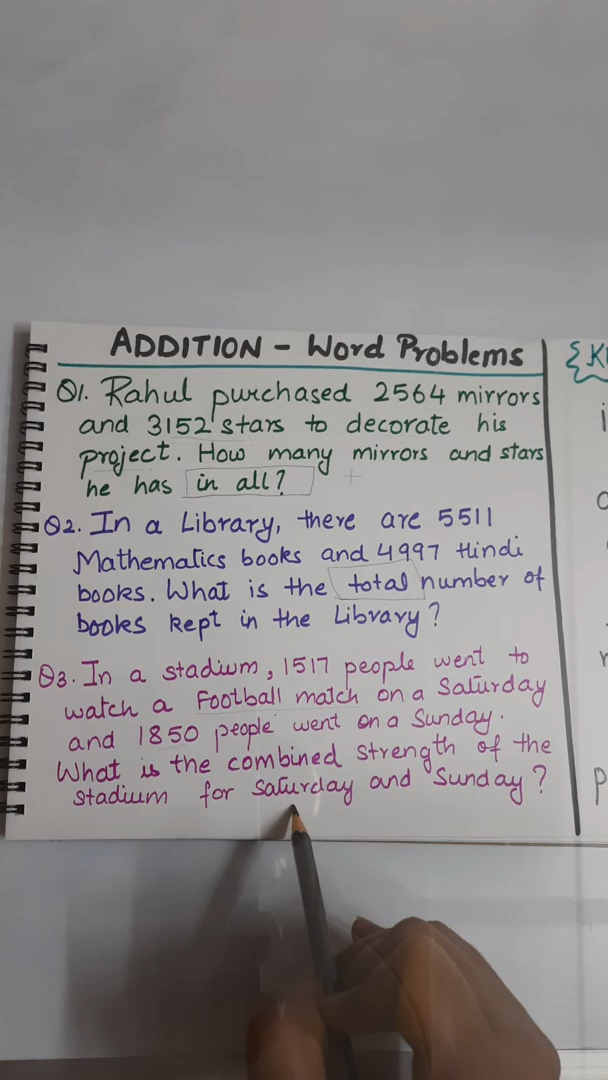 ADDITION - Word Problems
Q1. Rahul purchased 2564 mirrors
and 3152 stars to decorate his
project. How many mirrors and stars
he has in all?
Q2. In a Library, there are 5511
Mathematics books and 4997 Hindi
books. What is the total number of
books kept in the Library?
Q3. In a stadium, 1517 people went to
watch a Football match on a Saturday
and 1850 people went on a Sunday.
What is the combined strength of the
stadium for Saturday and Sunday?